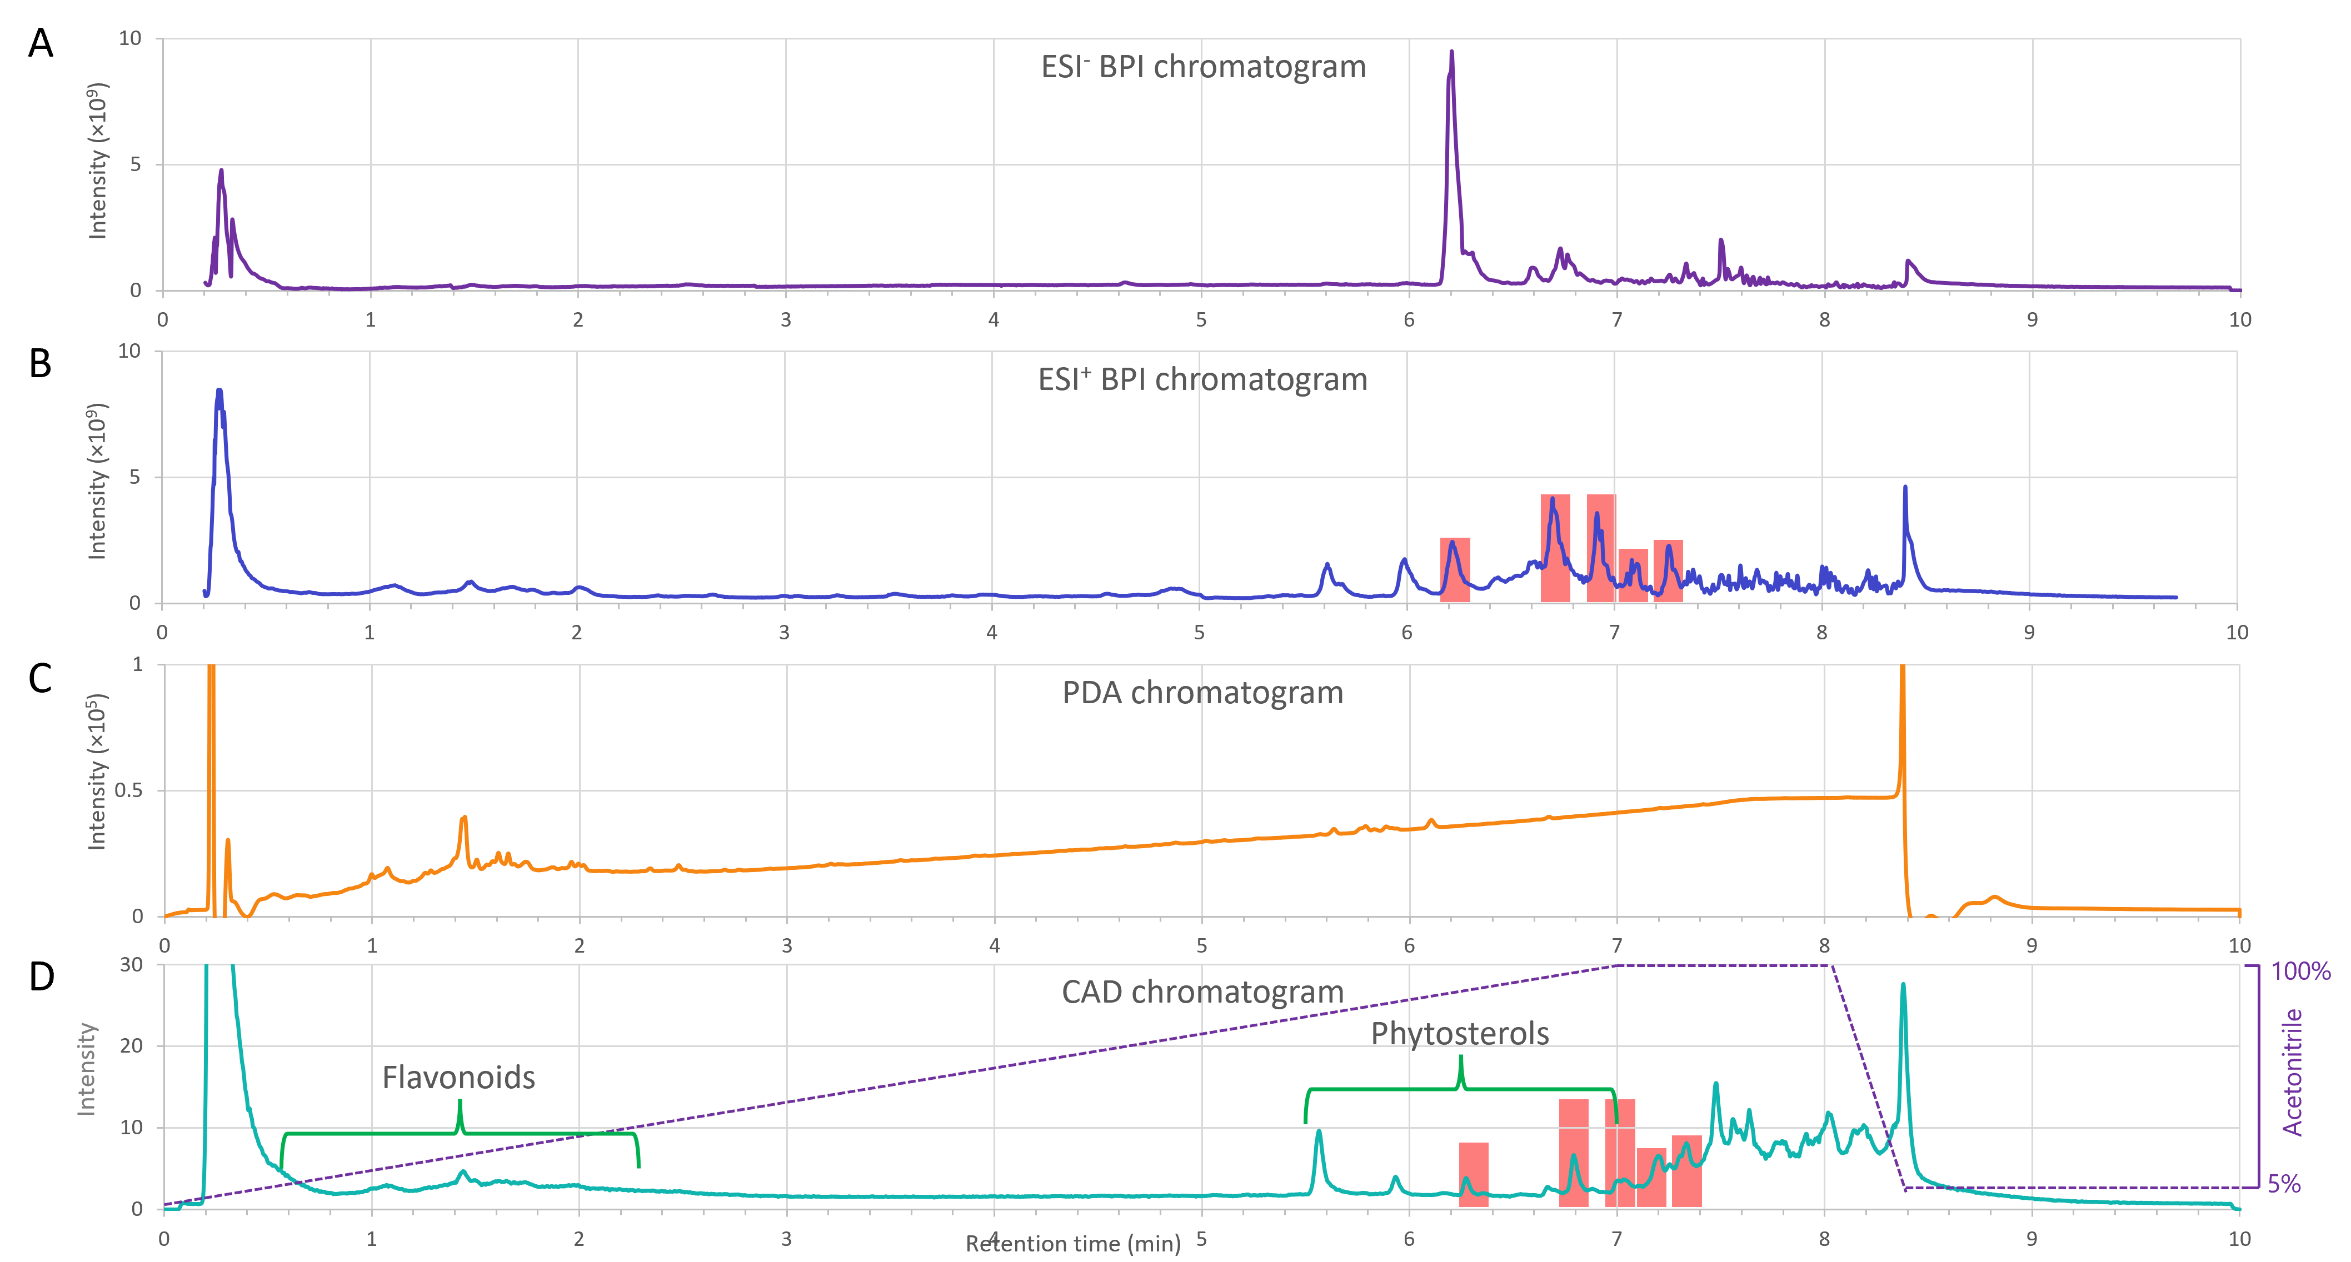 A
ESI⁻ BPI chromatogram
Intensity (×10⁹)
10
5
0
0 1 2 3 4 5 6 7 8 9 10
B
ESI⁺ BPI chromatogram
Intensity (×10⁹)
10
5
0
0 1 2 3 4 5 6 7 8 9 10
C
PDA chromatogram
Intensity (×10⁵)
1
0.5
0
0 1 2 3 4 5 6 7 8 9 10
D
CAD chromatogram
Intensity
30
20
10
0
Flavonoids
Phytosterols
100%
Acetonitrile
5%
0 1 2 3 4 5 6 7 8 9 10
Retention time (min)